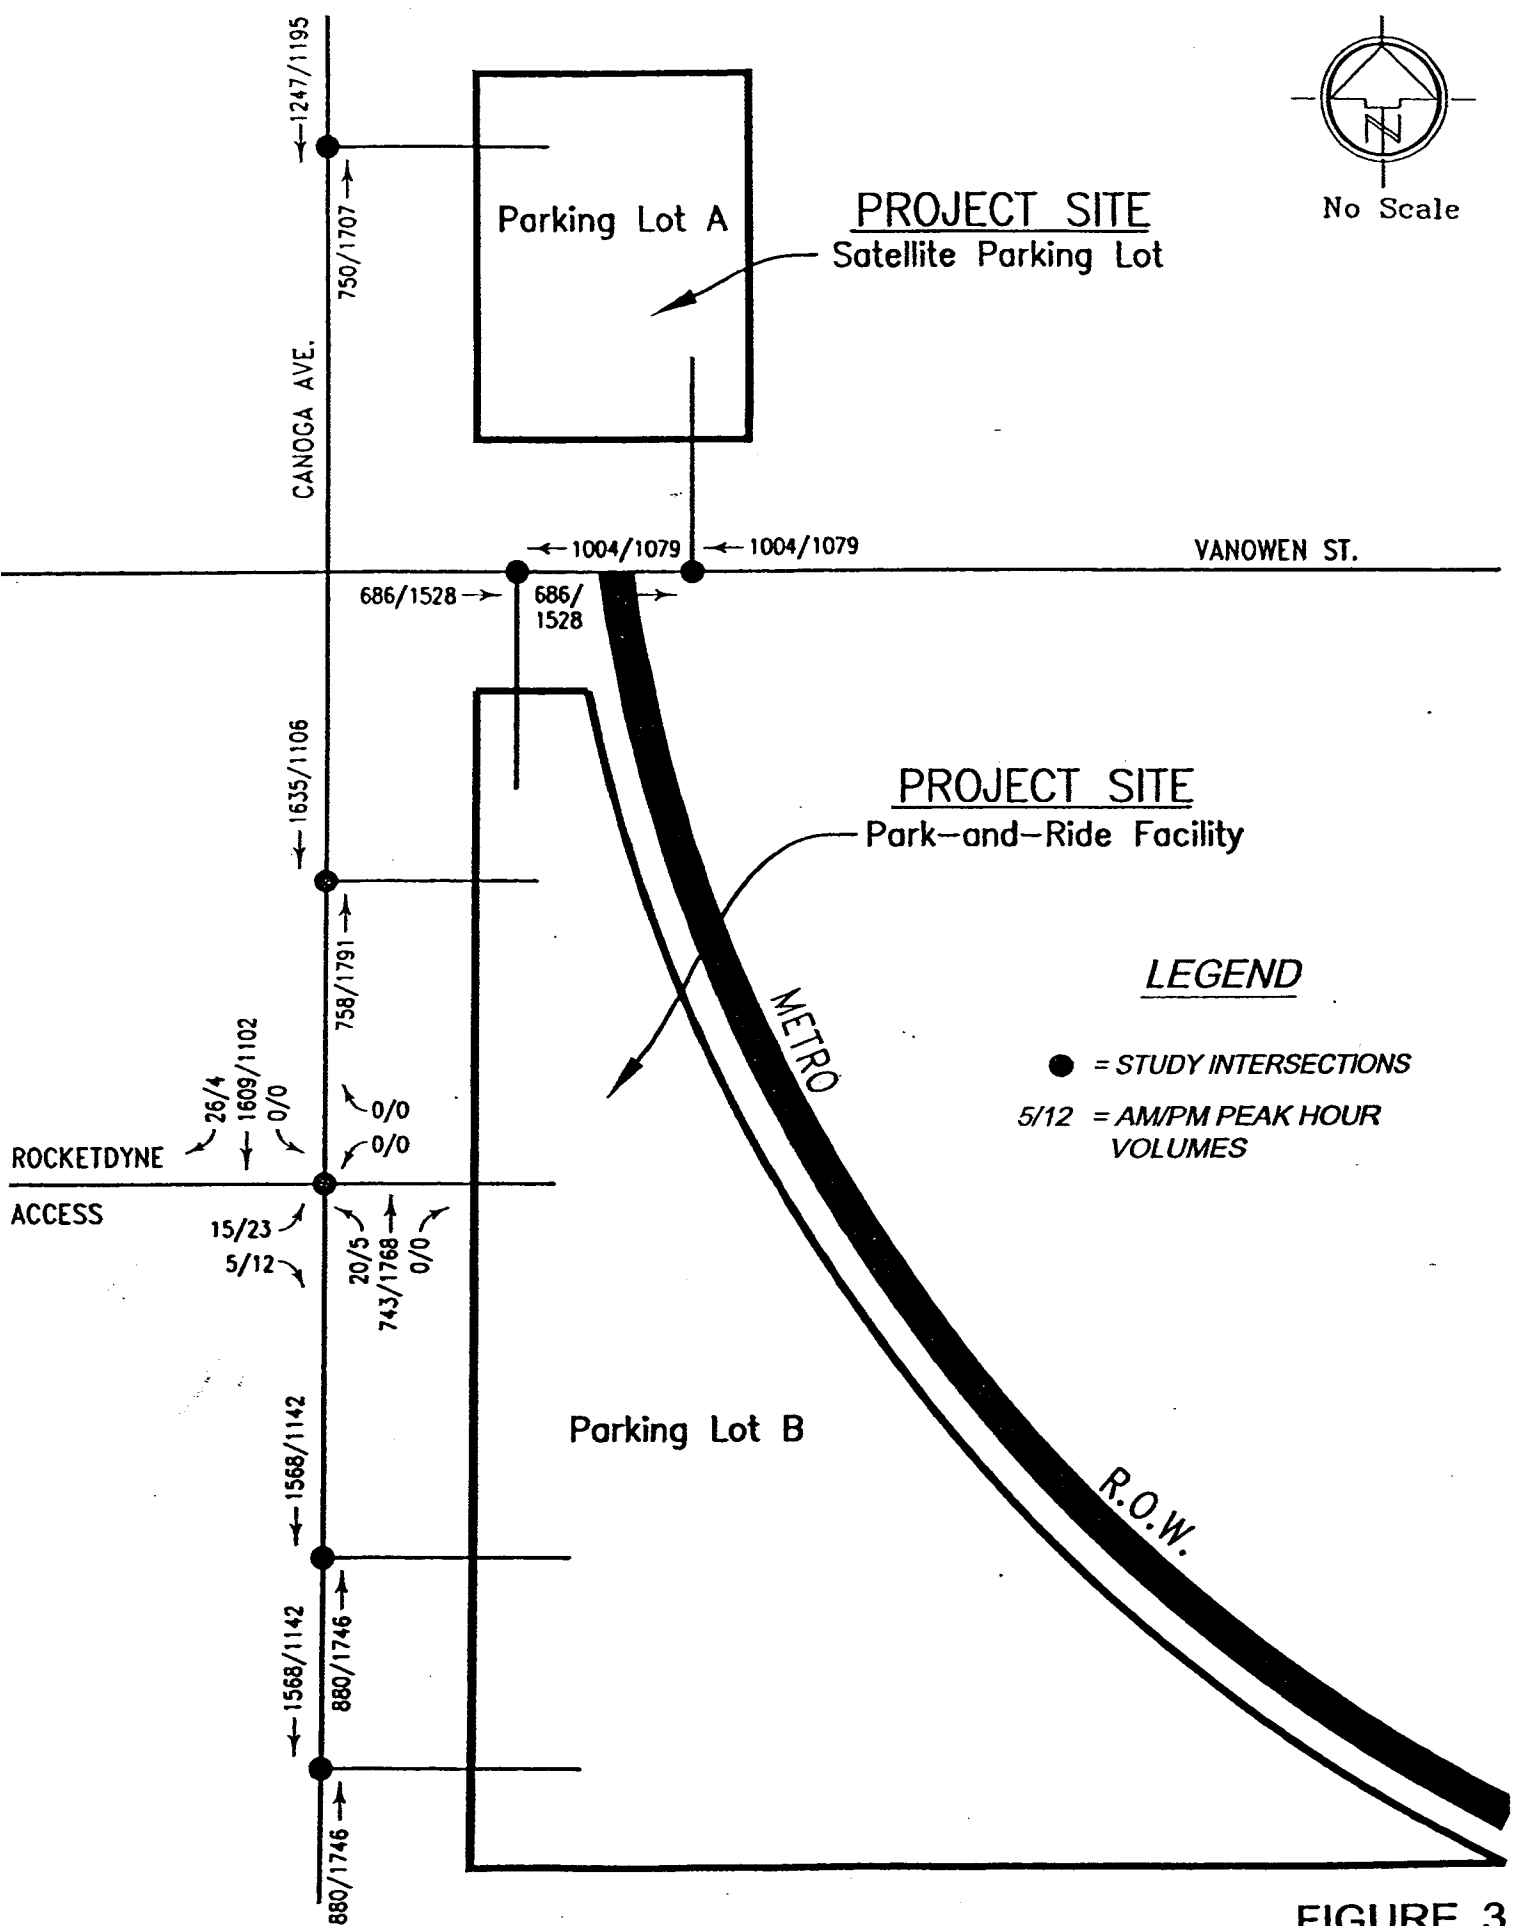 1247/1195
N
No Scale
Parking Lot A
PROJECT SITE
Satellite Parking Lot
750/1707
CANOGA AVE.
1004/1079
1004/1079
VANOWEN ST.
686/1528
686/
1528
1635/1106
PROJECT SITE
Park-and-Ride Facility
758/1791
METRO
R.O.W.
LEGEND
= STUDY INTERSECTIONS
5/12 = AM/PM PEAK HOUR
VOLUMES
26/4
1609/1102
0/0
0/0
0/0
ROCKETDYNE
ACCESS
15/23
5/12
20/5
743/1768
0/0
Parking Lot B
1568/1142
1568/1142
880/1746
880/1746
FIGURE 3